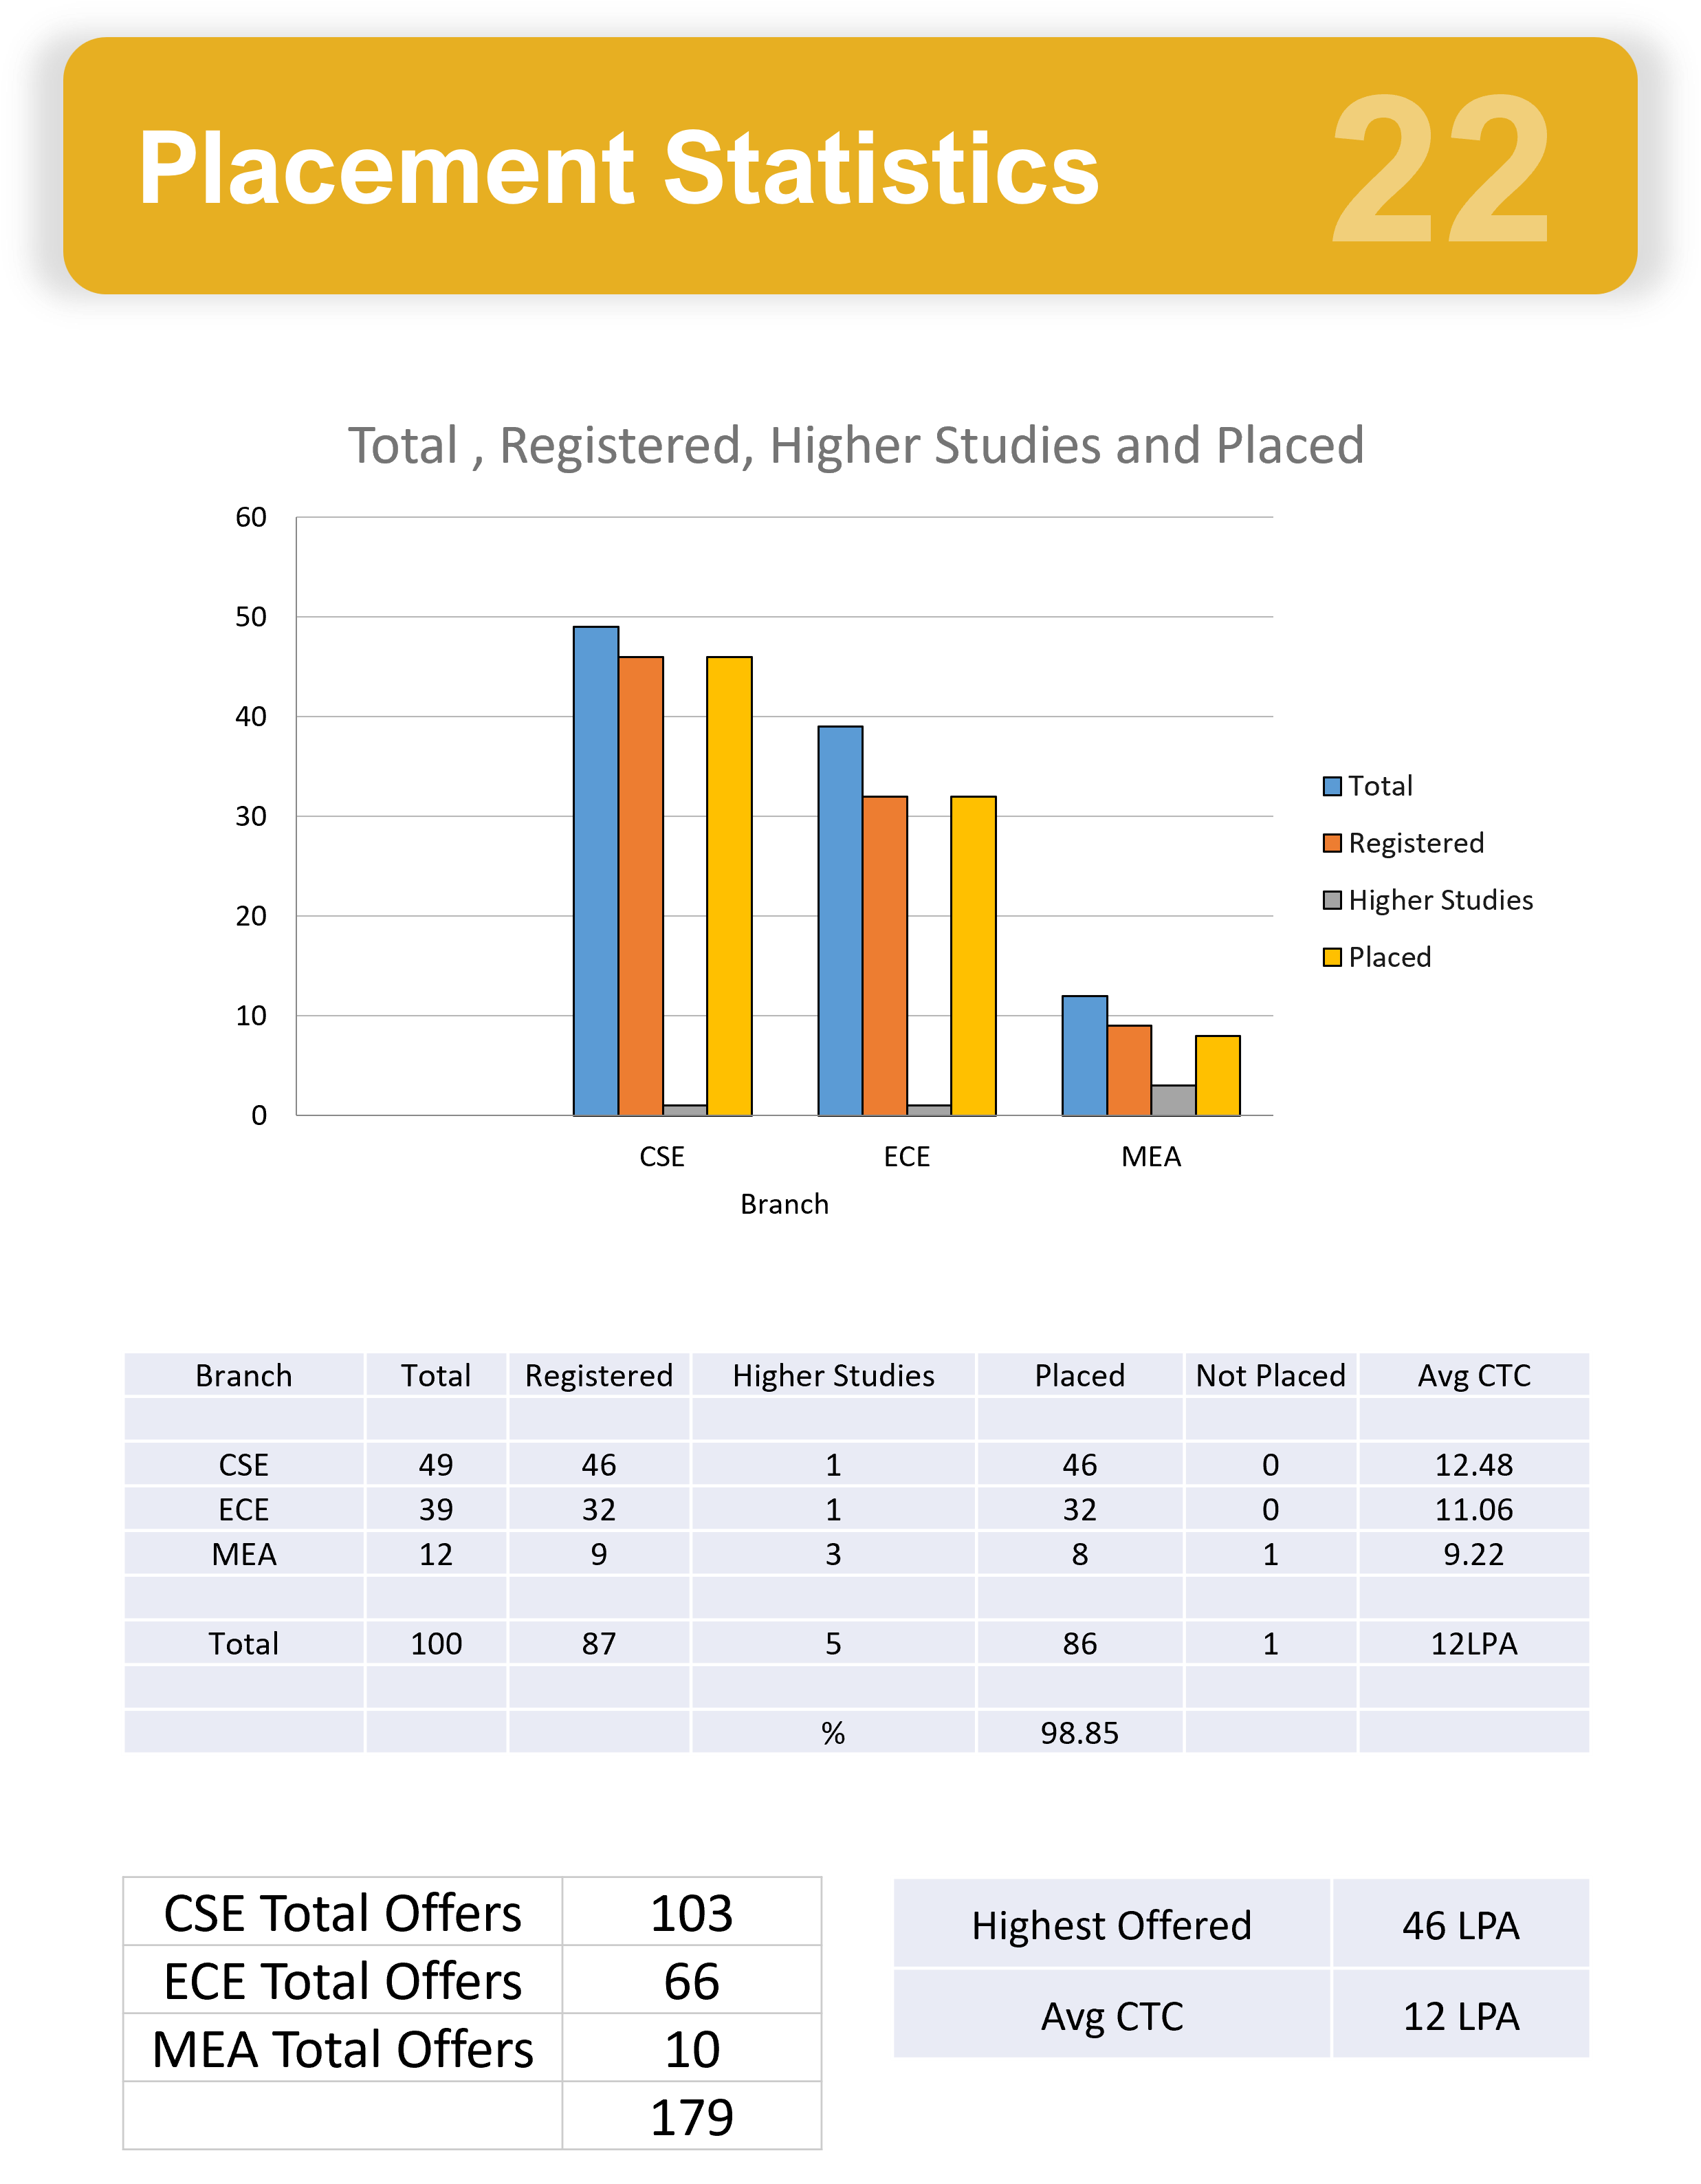 Placement Statistics 22
Total , Registered, Higher Studies and Placed
60
50
40
30
20
10
0
CSE ECE MEA
Branch
Total
Registered
Higher Studies
Placed
Branch Total Registered Higher Studies Placed Not Placed Avg CTC
CSE 49 46 1 46 0 12.48
ECE 39 32 1 32 0 11.06
MEA 12 9 3 8 1 9.22
Total 100 87 5 86 1 12LPA
% 98.85
CSE Total Offers 103
ECE Total Offers 66
MEA Total Offers 10
179
Highest Offered 46 LPA
Avg CTC 12 LPA